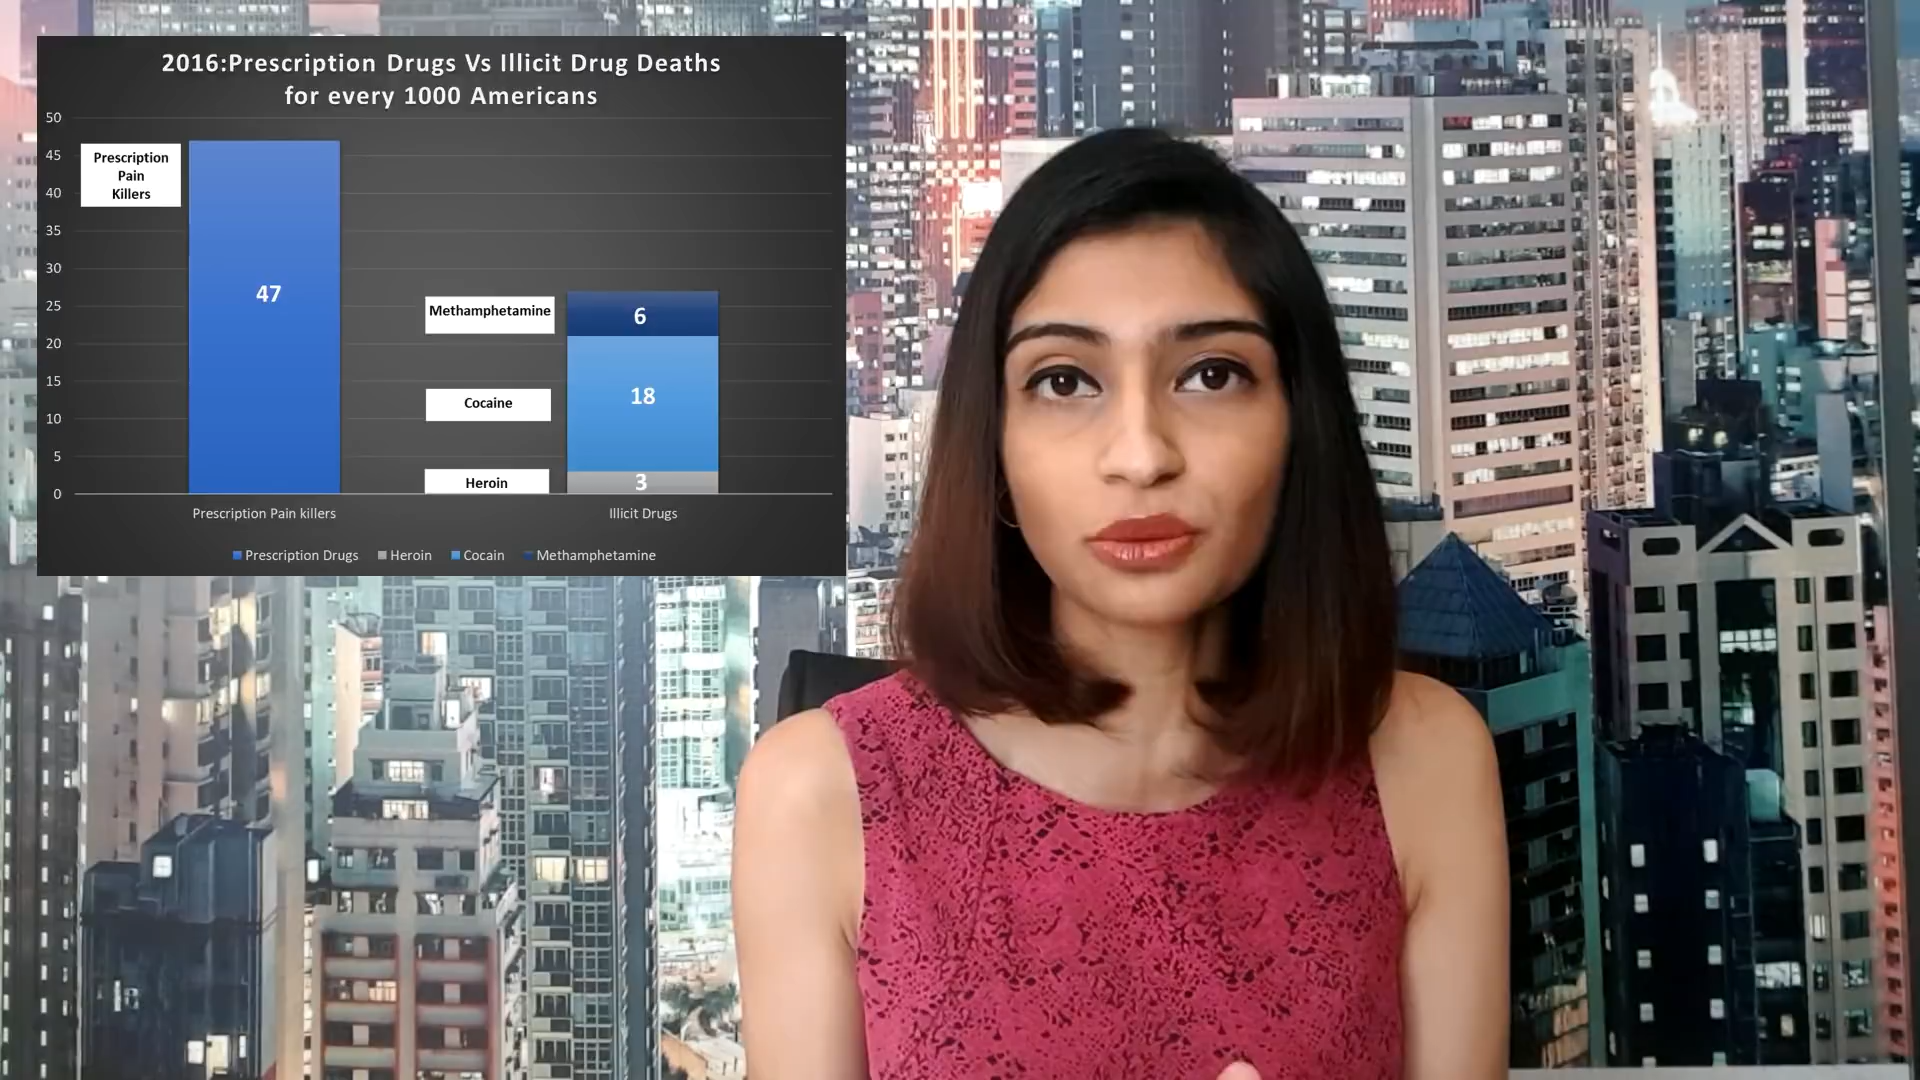 2016:Prescription Drugs Vs Illicit Drug Deaths
for every 1000 Americans
50
45
40
35
30
25
20
15
10
5
0
Prescription
Pain
Killers
47
Methamphetamine
6
Cocaine
18
Heroin
3
Prescription Pain killers
Illicit Drugs
Prescription Drugs
Heroin
Cocain
Methamphetamine